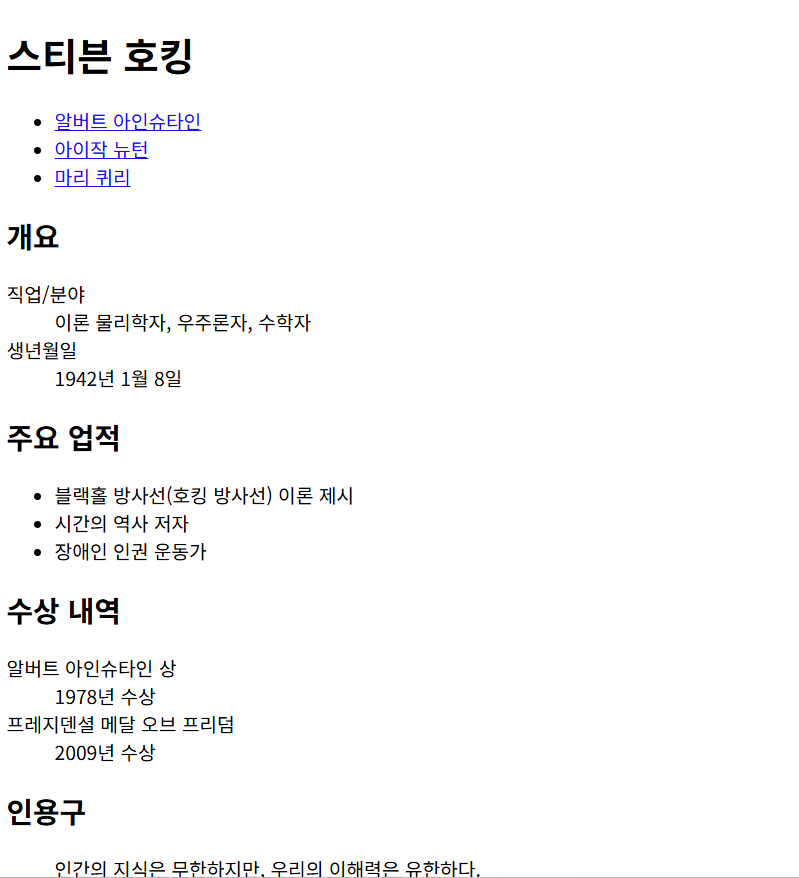 스티븐 호킹
알버트 아인슈타인
아이작 뉴턴
마리 퀴리
개요
직업/분야
이론 물리학자, 우주론자, 수학자
생년월일
1942년 1월 8일
주요 업적
블랙홀 방사선(호킹 방사선) 이론 제시
시간의 역사 저자
장애인 인권 운동가
수상 내역
알버트 아인슈타인 상
1978년 수상
프레지덴셜 메달 오브 프리덤
2009년 수상
인용구
인간의 지식은 무한하지만, 우리의 이해력은 유한하다.